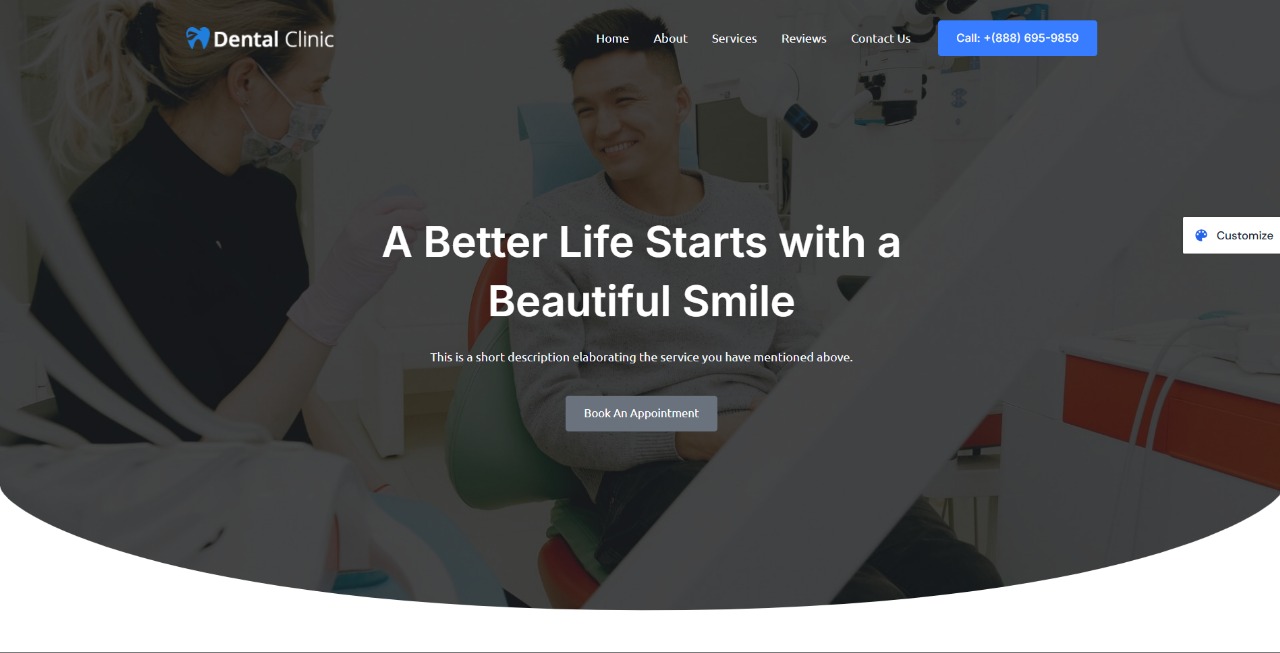 Dental Clinic
Home About Services Reviews Contact Us Call: +(888) 695-9859
Customize
A Better Life Starts with a
Beautiful Smile
This is a short description elaborating the service you have mentioned above.
Book An Appointment